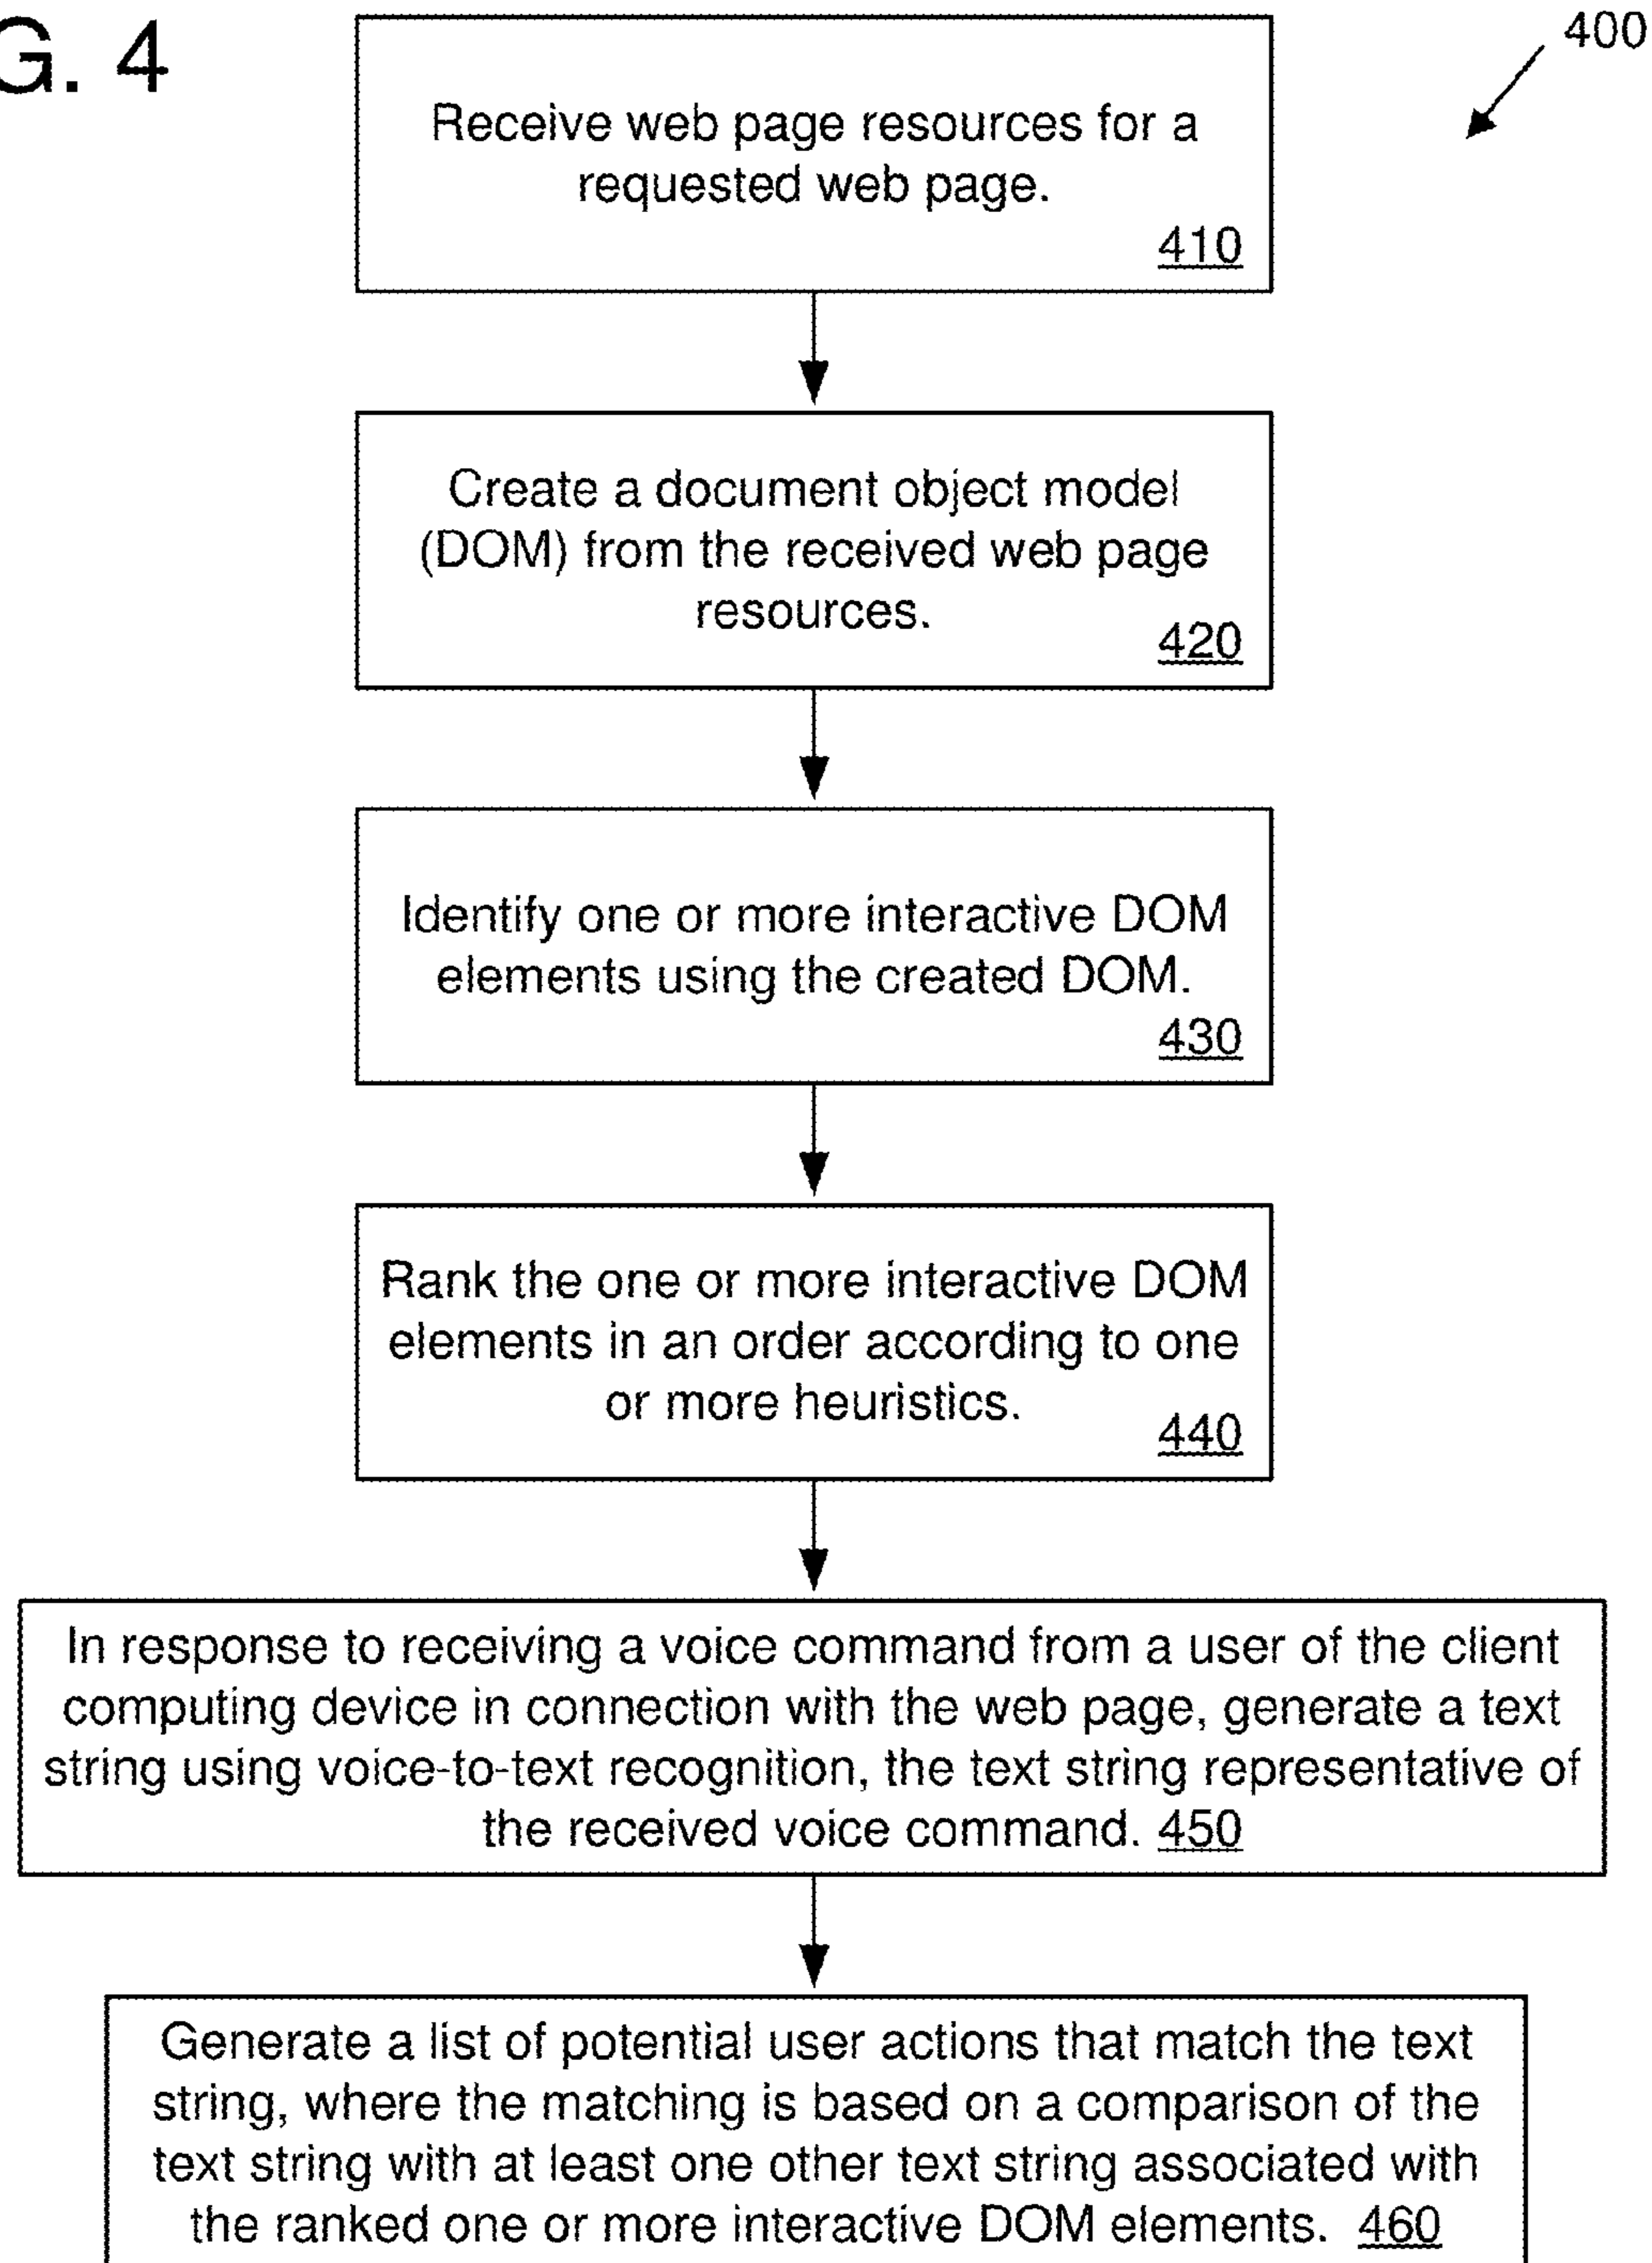 G. 4
400
Receive web page resources for a
requested web page.
410
Create a document object model
(DOM) from the received web page
resources.
420
Identify one or more interactive DOM
elements using the created DOM.
430
Rank the one or more interactive DOM
elements in an order according to one
or more heuristics.
440
In response to receiving a voice command from a user of the client
computing device in connection with the web page, generate a text
string using voice-to-text recognition, the text string representative of
the received voice command. 450
Generate a list of potential user actions that match the text
string, where the matching is based on a comparison of the
text string with at least one other text string associated with
the ranked one or more interactive DOM elements. 460